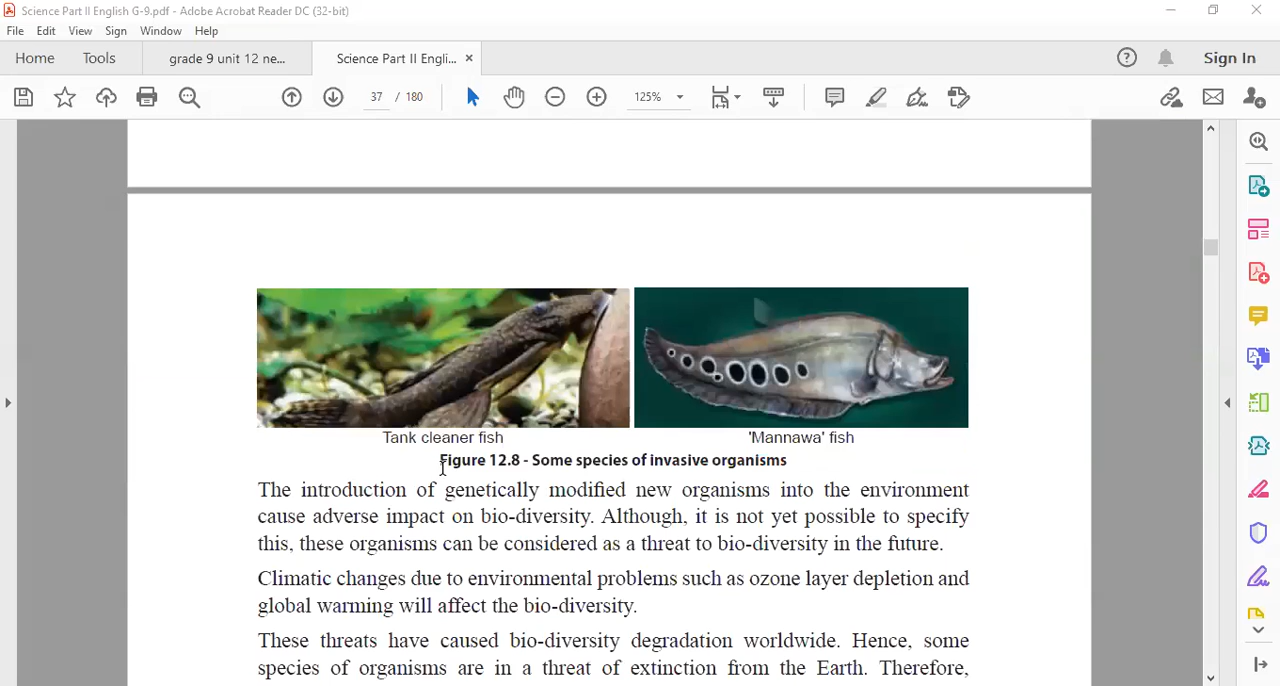 Science Part II English G-9.pdf - Adobe Acrobat Reader DC (32-bit)
File Edit View Sign Window Help
Home Tools grade 9 unit 12 ne... Science Part II Engli... × Sign In
37 / 180 125%
Tank cleaner fish 'Mannawa' fish
Figure 12.8 - Some species of invasive organisms
The introduction of genetically modified new organisms into the environment
cause adverse impact on bio-diversity. Although, it is not yet possible to specify
this, these organisms can be considered as a threat to bio-diversity in the future.
Climatic changes due to environmental problems such as ozone layer depletion and
global warming will affect the bio-diversity.
These threats have caused bio-diversity degradation worldwide. Hence, some
species of organisms are in a threat of extinction from the Earth. Therefore,